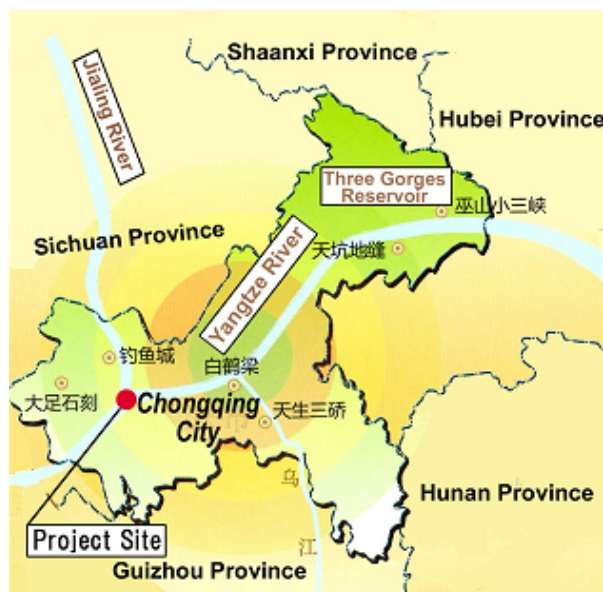 Shaanxi Province
Jialing River
Hubei Province
Three Gorges
Reservoir
巫山小三峡
Sichuan Province
天坑地缝
Yangtze River
钓鱼城
白鹤梁
大足石刻
Chongqing
City
天生三硚
市
乌
江
Hunan Province
Project Site
Guizhou Province